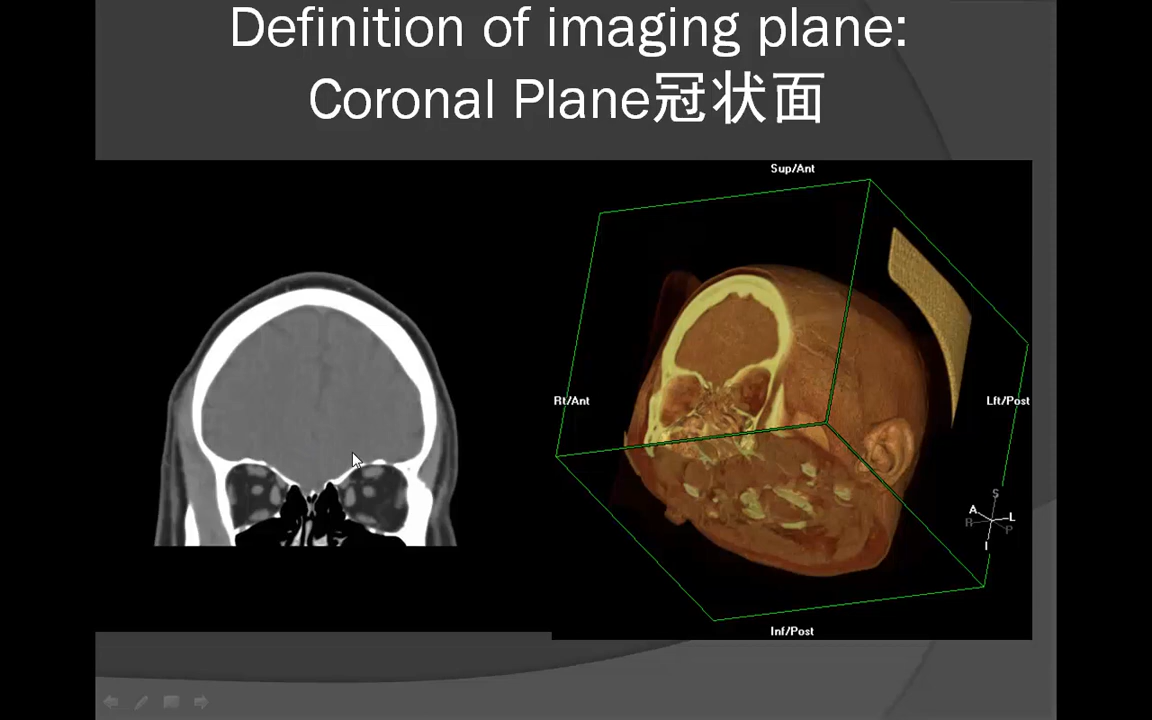 Definition of imaging plane:
Coronal Plane冠状面
Sup/Ant
Rt/Ant
Lft/Post
S
A
L
R
P
I
Inf/Post